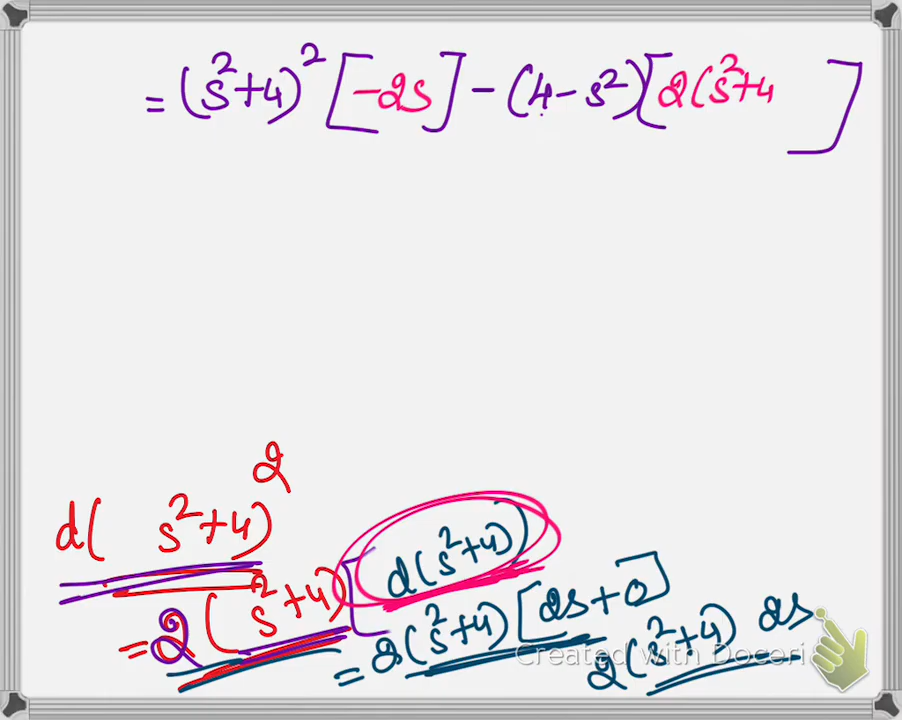 = (s²+4)² [-2s] - (4-s²)[2(s²+4 ]
d( s²+4)²
= 2(s²+4)[d(s²+4)]
= 2(s²+4)[2s+0]
2(s²+4) 2s
Created with Doceri